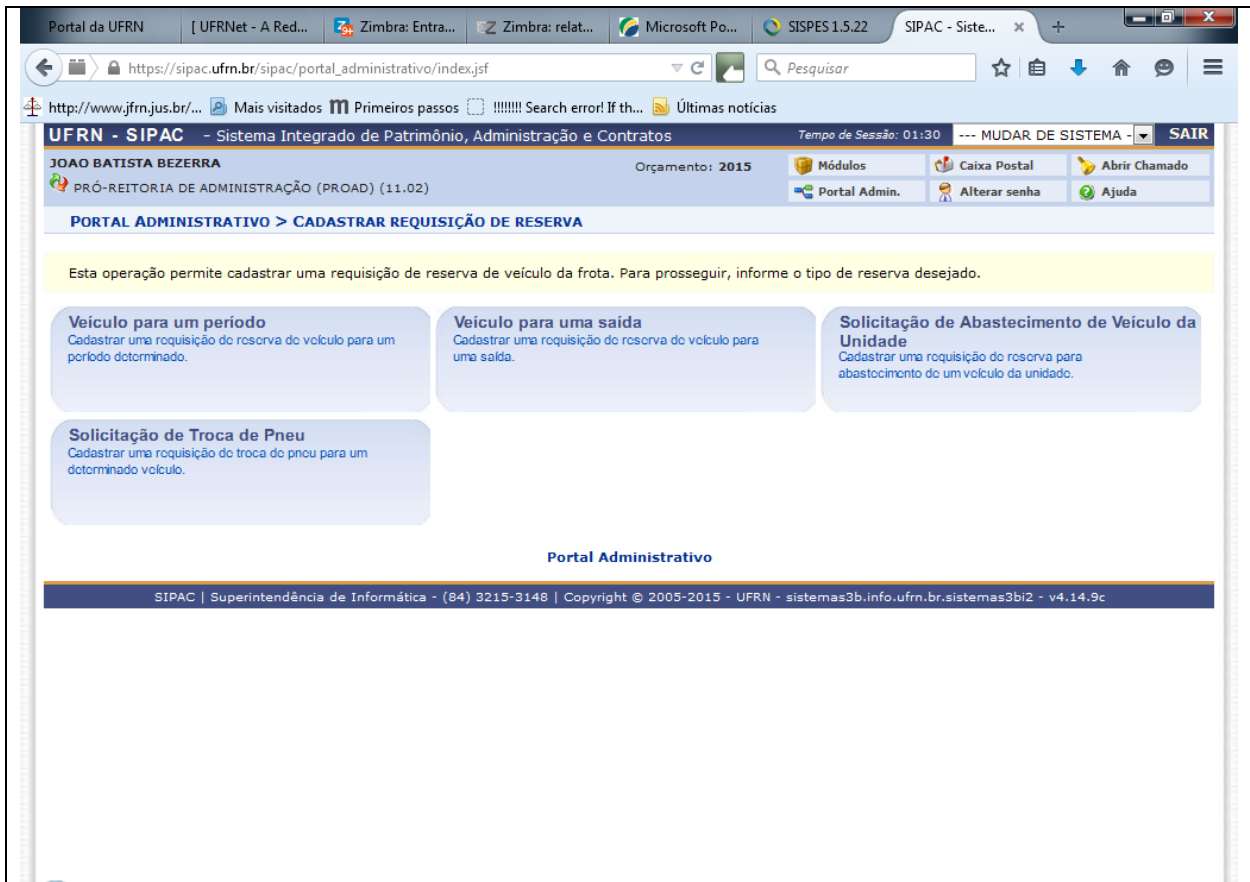 Portal da UFRN [ UFRNet - A Red... Zimbra: Entra... Zimbra: relat... Microsoft Po... SISPES 1.5.22 SIPAC - Siste...
https://sipac.ufrn.br/sipac/portal_administrativo/index.jsf Pesquisar
http://www.jfrn.jus.br/... Mais visitados Primeiros passos !!!!!!!! Search error! If th... Últimas notícias
UFRN - SIPAC - Sistema Integrado de Patrimônio, Administração e Contratos Tempo de Sessão: 01:30 --- MUDAR DE SISTEMA - SAIR
JOAO BATISTA BEZERRA Orçamento: 2015 Módulos Caixa Postal Abrir Chamado
PRÓ-REITORIA DE ADMINISTRAÇÃO (PROAD) (11.02) Portal Admin. Alterar senha Ajuda
PORTAL ADMINISTRATIVO > CADASTRAR REQUISIÇÃO DE RESERVA
Esta operação permite cadastrar uma requisição de reserva de veículo da frota. Para prosseguir, informe o tipo de reserva desejado.
Veículo para um período
Cadastrar uma requisição de reserva de veículo para um
período determinado.
Veículo para uma saída
Cadastrar uma requisição de reserva de veículo para
uma saída.
Solicitação de Abastecimento de Veículo da
Unidade
Cadastrar uma requisição de reserva para
abastecimento de um veículo da unidade.
Solicitação de Troca de Pneu
Cadastrar uma requisição de troca de pneu para um
determinado veículo.
Portal Administrativo
SIPAC | Superintendência de Informática - (84) 3215-3148 | Copyright © 2005-2015 - UFRN - sistemas3b.info.ufrn.br.sistemas3bi2 - v4.14.9c